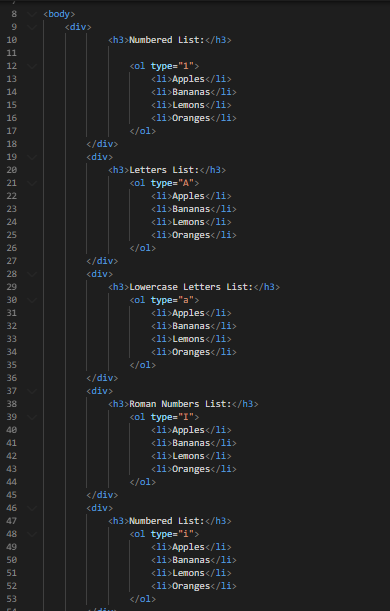 8 <body>
9 <div>
10 <h3>Numbered List:</h3>
11
12 <ol type="1">
13 <li>Apples</li>
14 <li>Bananas</li>
15 <li>Lemons</li>
16 <li>Oranges</li>
17 </ol>
18 </div>
19 <div>
20 <h3>Letters List:</h3>
21 <ol type="A">
22 <li>Apples</li>
23 <li>Bananas</li>
24 <li>Lemons</li>
25 <li>Oranges</li>
26 </ol>
27 </div>
28 <div>
29 <h3>Lowercase Letters List:</h3>
30 <ol type="a">
31 <li>Apples</li>
32 <li>Bananas</li>
33 <li>Lemons</li>
34 <li>Oranges</li>
35 </ol>
36 </div>
37 <div>
38 <h3>Roman Numbers List:</h3>
39 <ol type="I">
40 <li>Apples</li>
41 <li>Bananas</li>
42 <li>Lemons</li>
43 <li>Oranges</li>
44 </ol>
45 </div>
46 <div>
47 <h3>Numbered List:</h3>
48 <ol type="i">
49 <li>Apples</li>
50 <li>Bananas</li>
51 <li>Lemons</li>
52 <li>Oranges</li>
53 </ol>